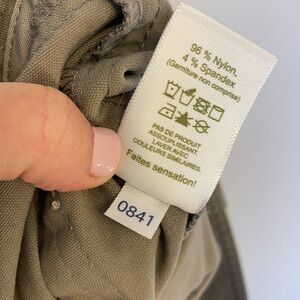 96 % Nylon,
4 % Spandex
(Garniture non comprise)
PAS DE PRODUIT
ASSOUPLISSANT.
LAVER AVEC
COULEURS SIMILAIRES.
Faites sensation!
0841